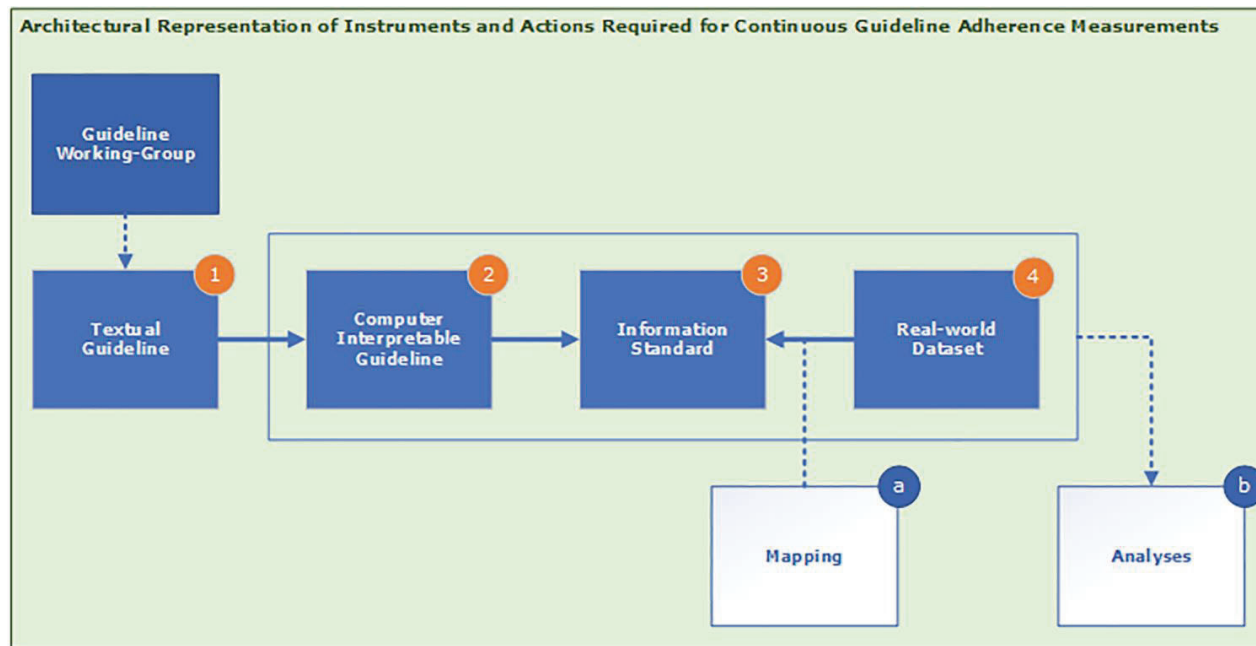 Architectural Representation of Instruments and Actions Required for Continuous Guideline Adherence Measurements
Guideline
Working-Group
1
Textual
Guideline
2
Computer
Interpretable
Guideline
3
Information
Standard
4
Real-world
Dataset
a
Mapping
b
Analyses